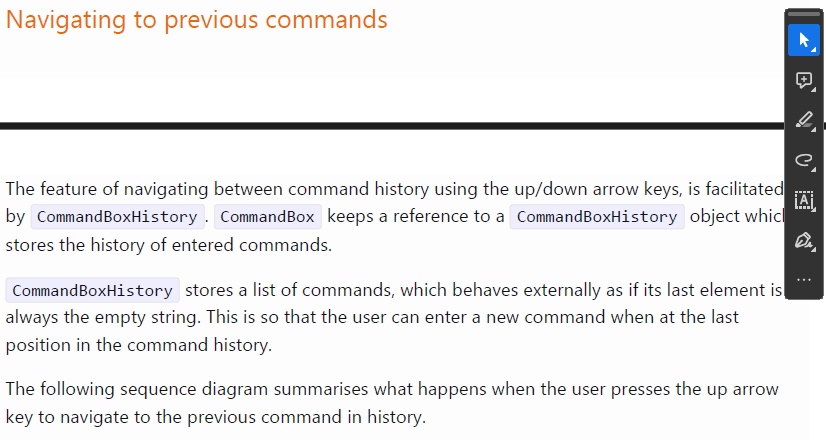 Navigating to previous commands
The feature of navigating between command history using the up/down arrow keys, is facilitated
by CommandBoxHistory. CommandBox keeps a reference to a CommandBoxHistory object which
stores the history of entered commands.
CommandBoxHistory stores a list of commands, which behaves externally as if its last element is
always the empty string. This is so that the user can enter a new command when at the last
position in the command history.
The following sequence diagram summarises what happens when the user presses the up arrow
key to navigate to the previous command in history.